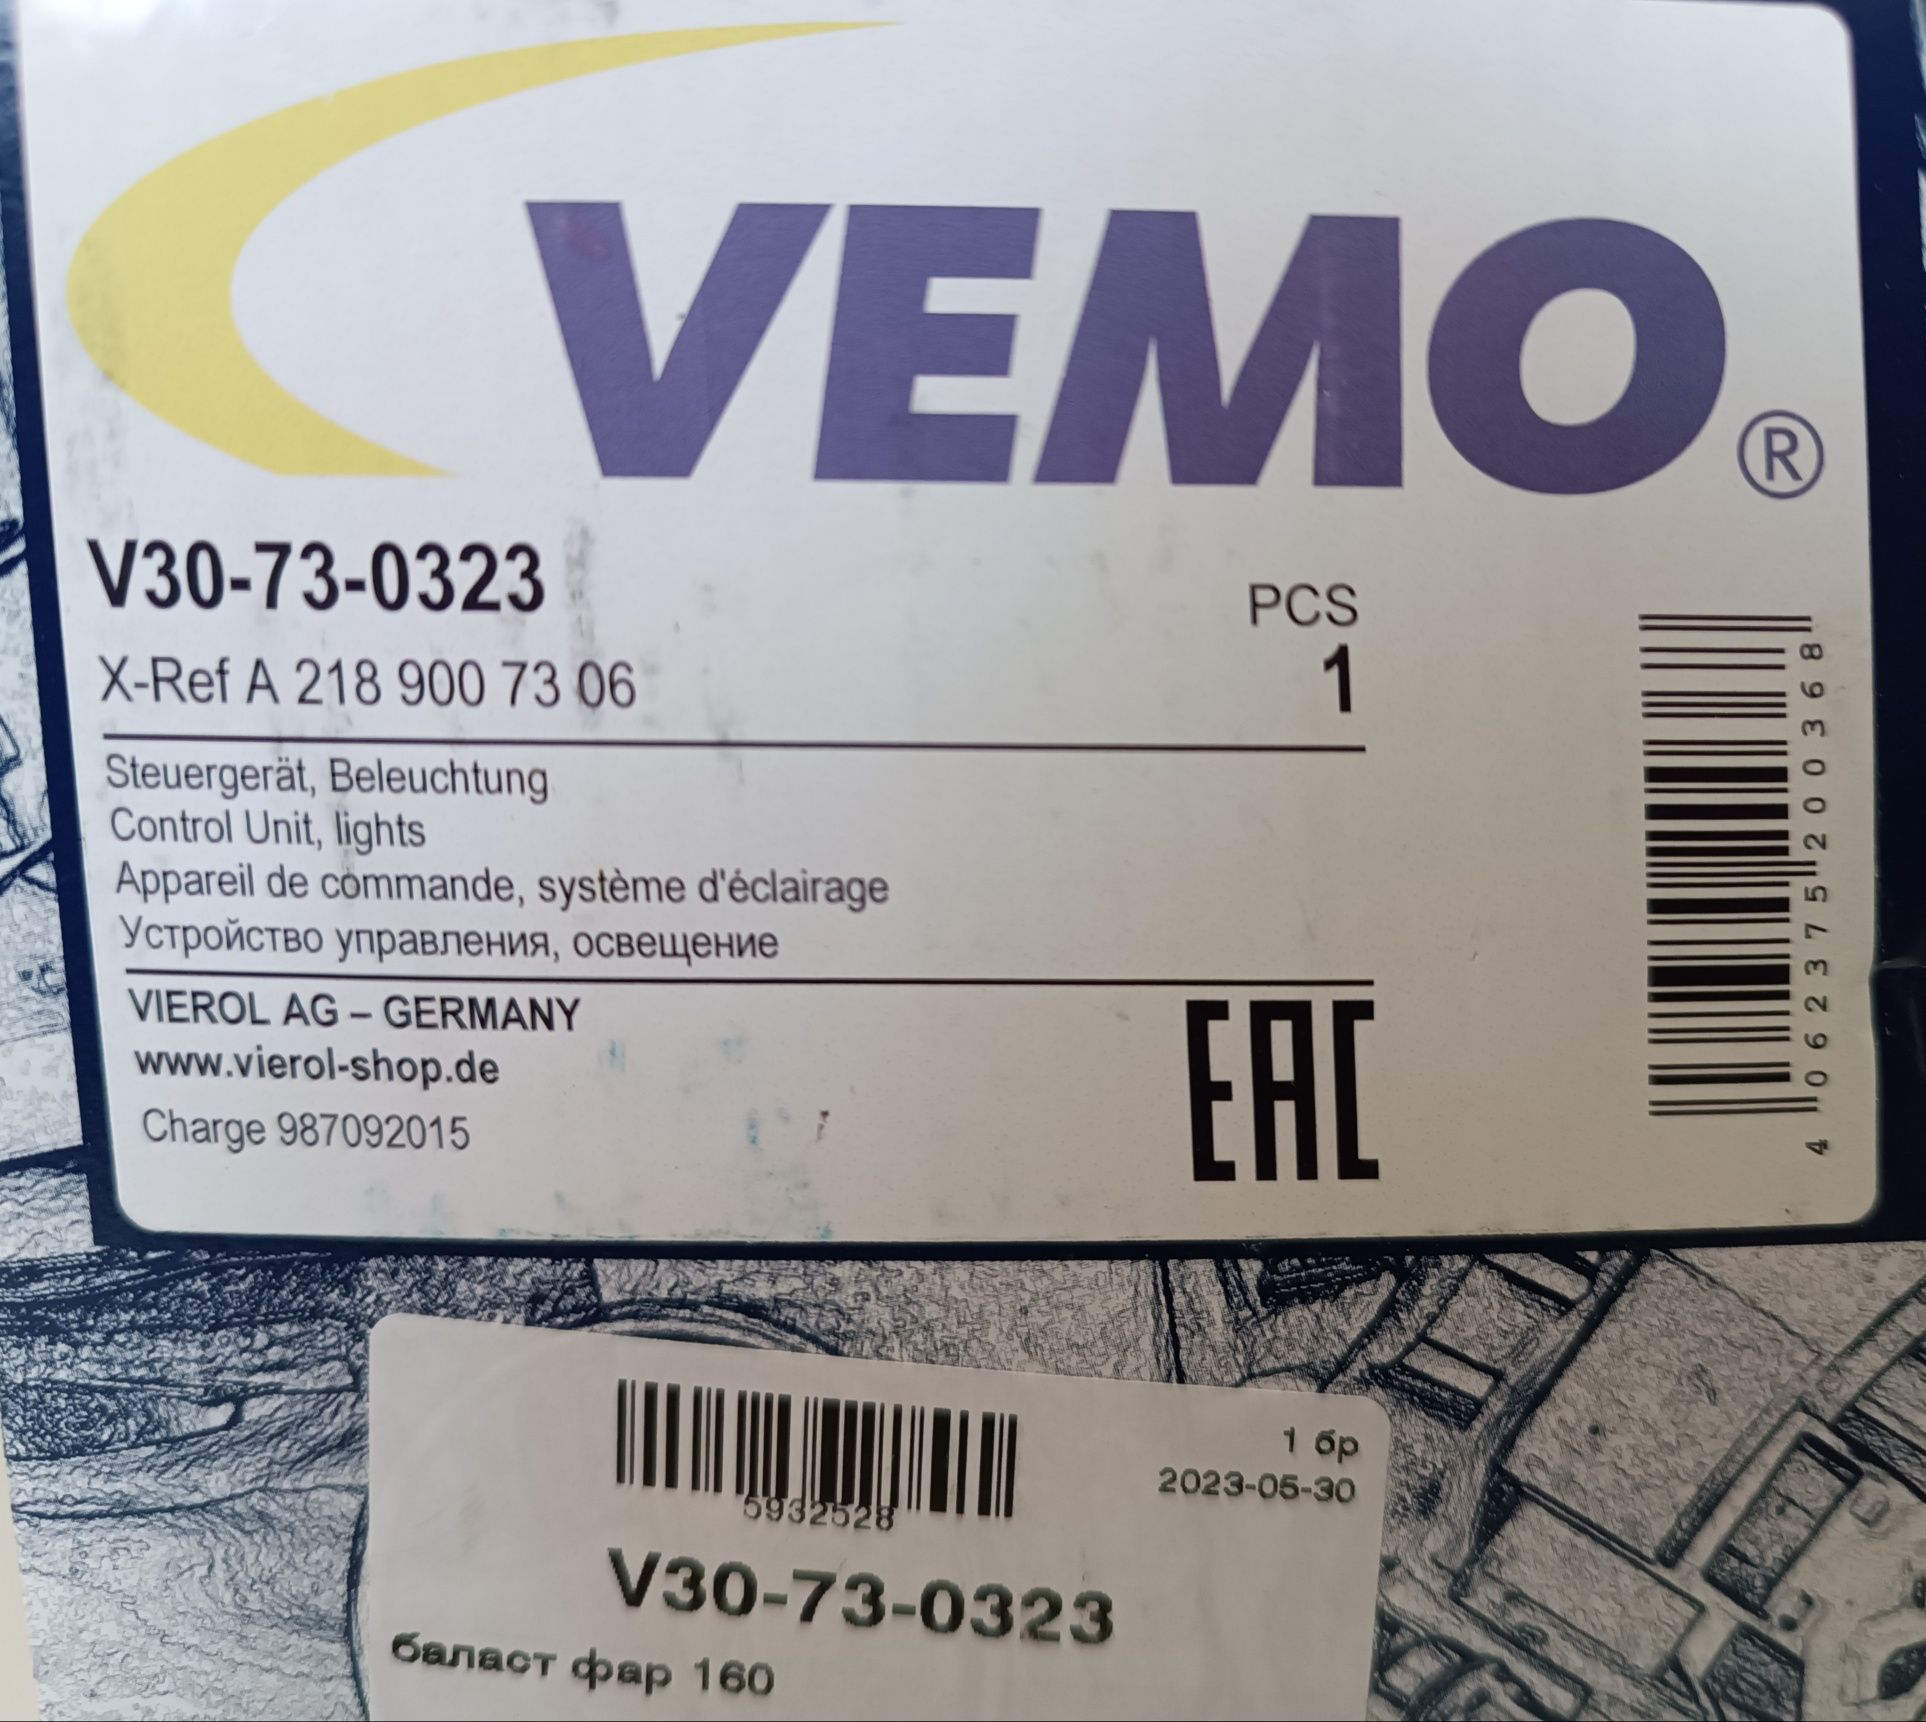 VEMO®
V30-73-0323
X-Ref A 218 900 73 06
PCS
1
Steuergerät, Beleuchtung
Control Unit, lights
Appareil de commande, système d'éclairage
Устройство управления, освещение
VIEROL AG – GERMANY
www.vierol-shop.de
Charge 987092015
EAC
4 062375 200368
5932528
1 бр
2023-05-30
V30-73-0323
баласт фар 160